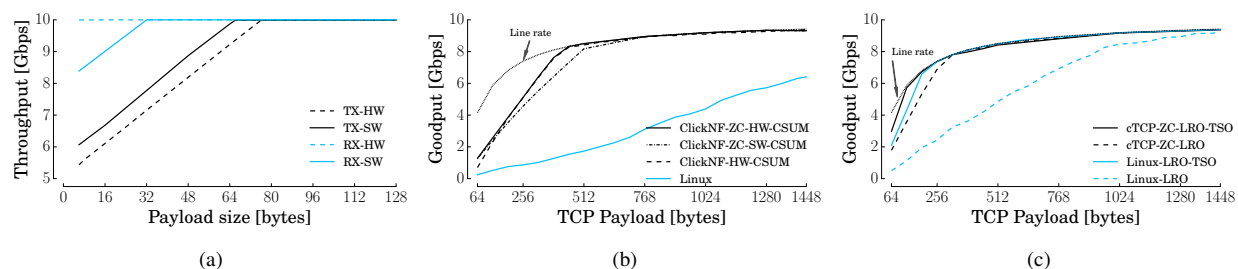 Throughput [Gbps]
10
9
8
7
6
5
0 16 32 48 64 80 96 112 128
Payload size [bytes]
TX-HW
TX-SW
RX-HW
RX-SW
(a)
Goodput [Gbps]
10
8
6
4
2
0
64 256 512 768 1024 1280 1448
TCP Payload [bytes]
Line rate
ClickNF-ZC-HW-CSUM
ClickNF-ZC-SW-CSUM
ClickNF-HW-CSUM
Linux
(b)
Goodput [Gbps]
10
8
6
4
2
0
64 256 512 768 1024 1280 1448
TCP Payload [bytes]
Line rate
cTCP-ZC-LRO-TSO
cTCP-ZC-LRO
Linux-LRO-TSO
Linux-LRO
(c)